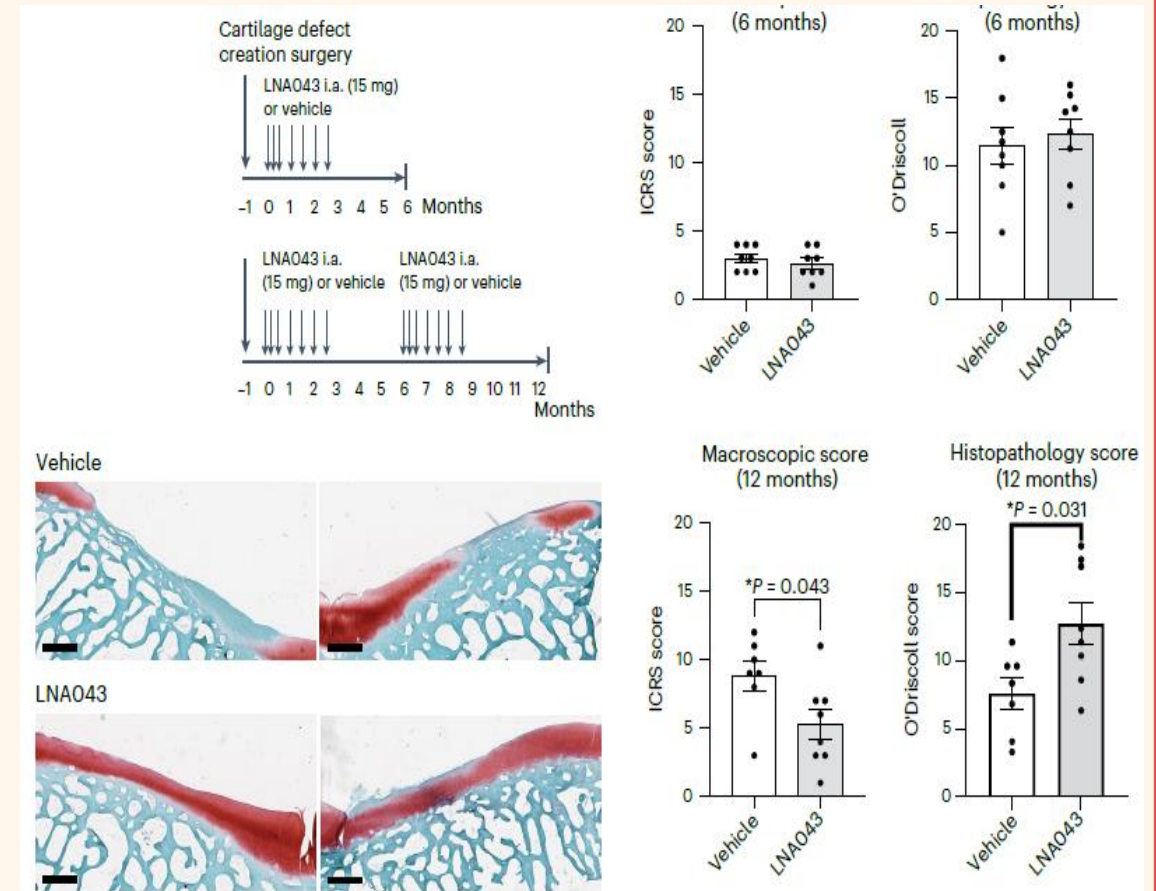 Cartilage defect
creation surgery
LNA043 i.a. (15 mg)
or vehicle
–1 0 1 2 3 4 5 6 Months
LNA043 i.a.
(15 mg) or vehicle
LNA043 i.a.
(15 mg) or vehicle
–1 0 1 2 3 4 5 6 7 8 9 10 11 12
Months
Vehicle
LNA043
(6 months)
20
15
10
5
0
ICRS score
Vehicle
LNA043
(6 months)
20
15
10
5
0
O'Driscoll
Vehicle
LNA043
Macroscopic score
(12 months)
20
15
10
5
0
ICRS score
*P = 0.043
Vehicle
LNA043
Histopathology score
(12 months)
*P = 0.031
20
15
10
5
0
O'Driscoll score
Vehicle
LNA043